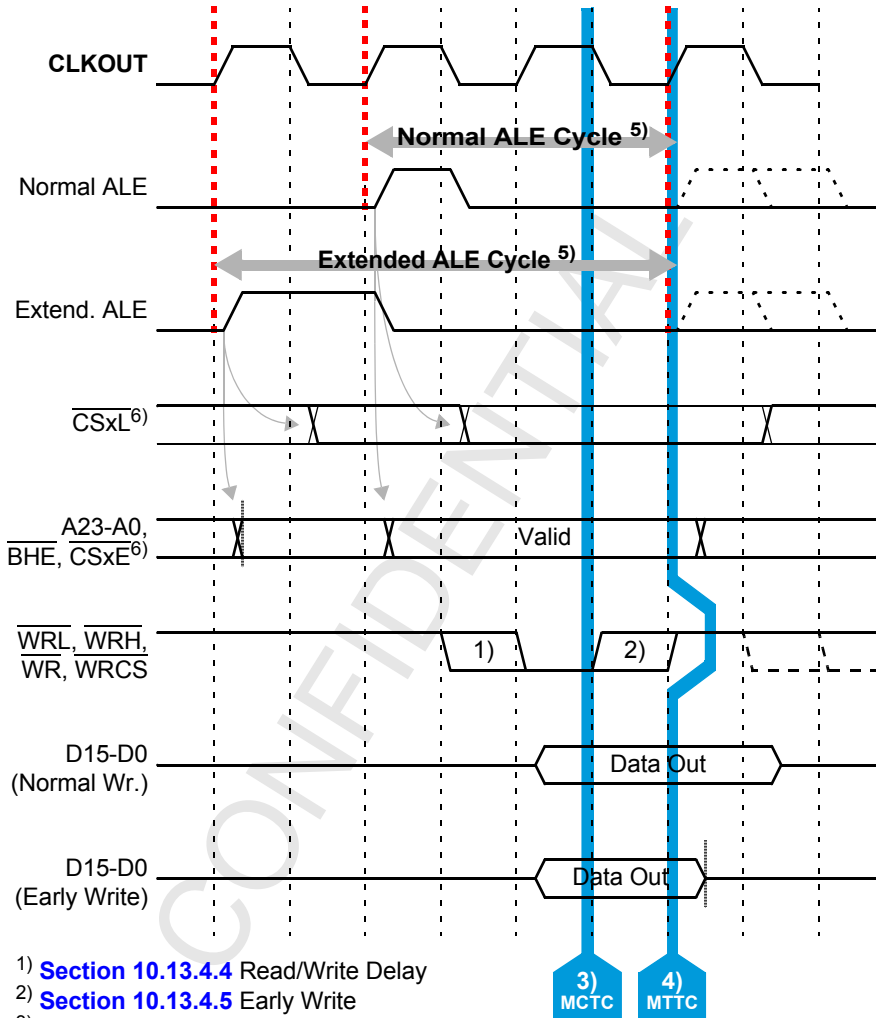 CLKOUT
Normal ALE Cycle 5)
Normal ALE
Extended ALE Cycle 5)
Extend. ALE
CSxL6)
A23-A0,
BHE, CSxE6)
Valid
WRL, WRH,
WR, WRCS
1)
2)
D15-D0
(Normal Wr.)
Data Out
D15-D0
(Early Write)
Data Out
CONFIDENTIAL
1) Section 10.13.4.4 Read/Write Delay
2) Section 10.13.4.5 Early Write
3)
MCTC
4)
MTTC